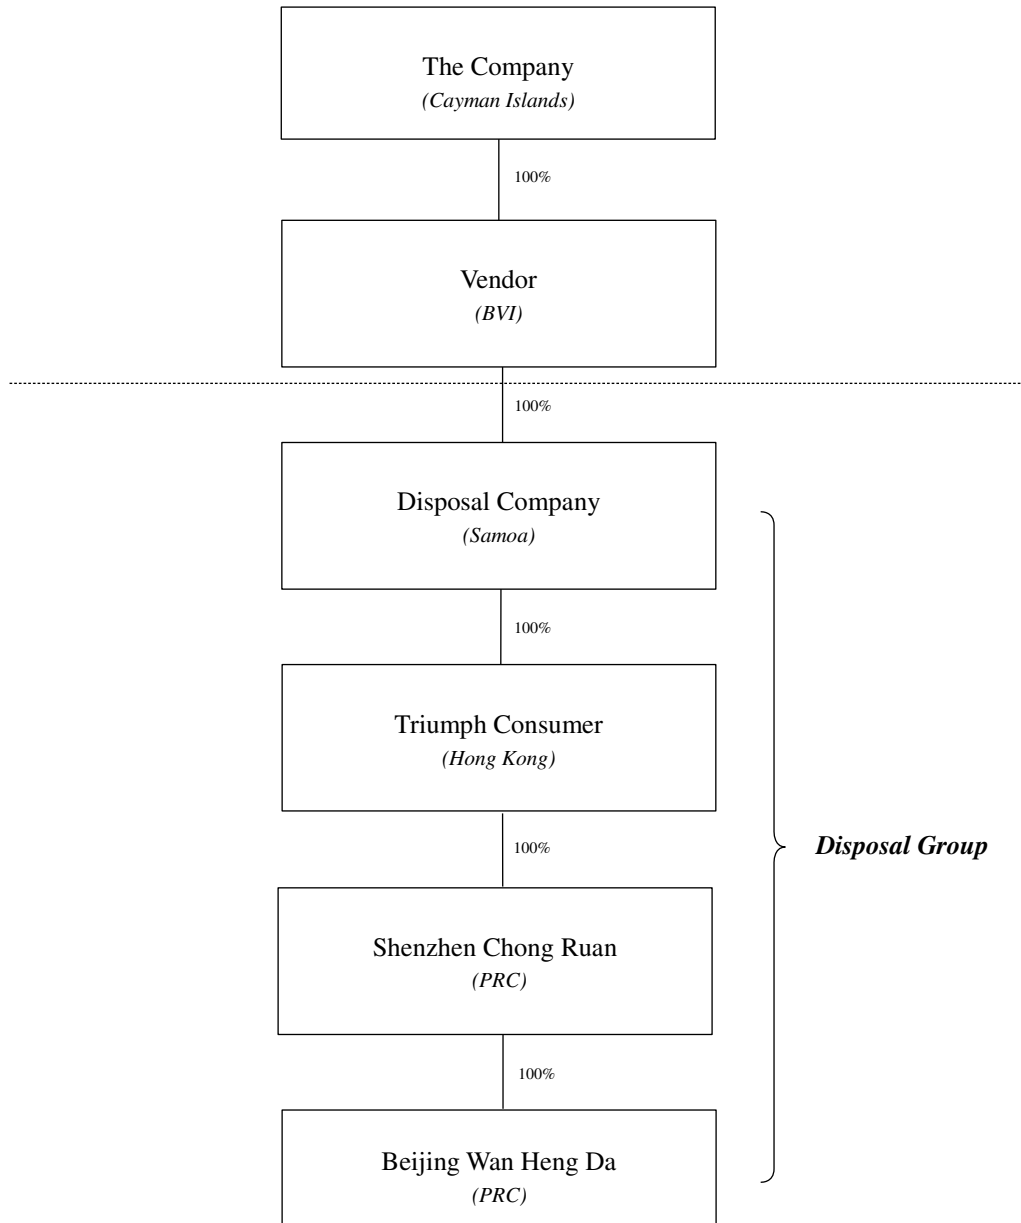 The Company
(Cayman Islands)
100%
Vendor
(BVI)
100%
Disposal Company
(Samoa)
100%
Triumph Consumer
(Hong Kong)
100%
Disposal Group
Shenzhen Chong Ruan
(PRC)
100%
Beijing Wan Heng Da
(PRC)